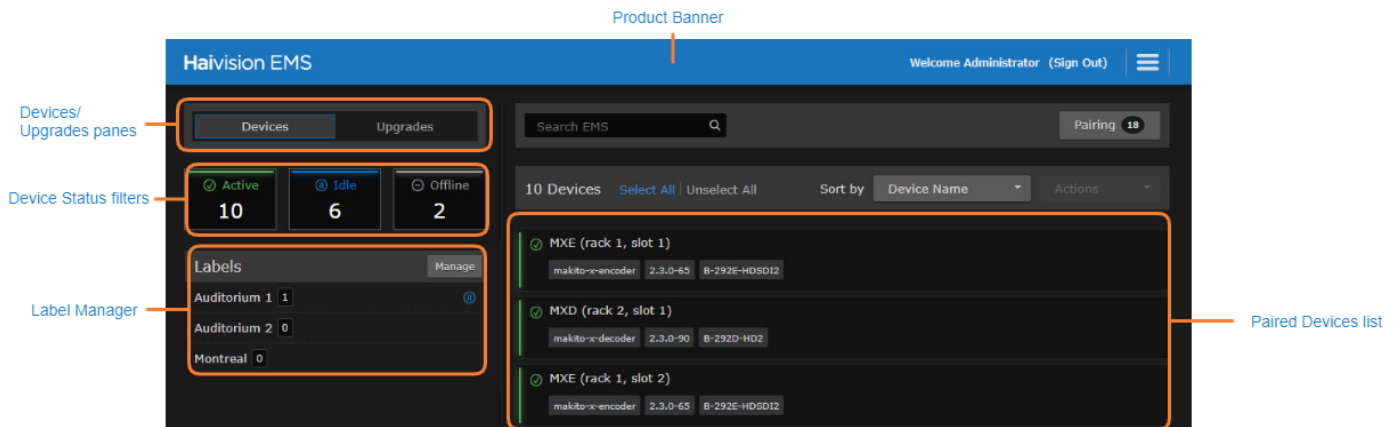 Product Banner
Haivision EMS
Welcome Administrator (Sign Out)
Devices/
Upgrades panes
Devices Upgrades
Search EMS
Pairing 18
Device Status filters
Active Idle Offline
10 6 2
10 Devices Select All | Unselect All Sort by Device Name Actions
Label Manager
Labels Manage
Auditorium 1 1
Auditorium 2 0
Montreal 0
MXE (rack 1, slot 1)
makito-x-encoder 2.3.0-65 B-292E-HDSDI2
MXD (rack 2, slot 1)
makito-x-decoder 2.3.0-90 B-292D-HD2
MXE (rack 1, slot 2)
makito-x-encoder 2.3.0-65 B-292E-HDSDI2
Paired Devices list